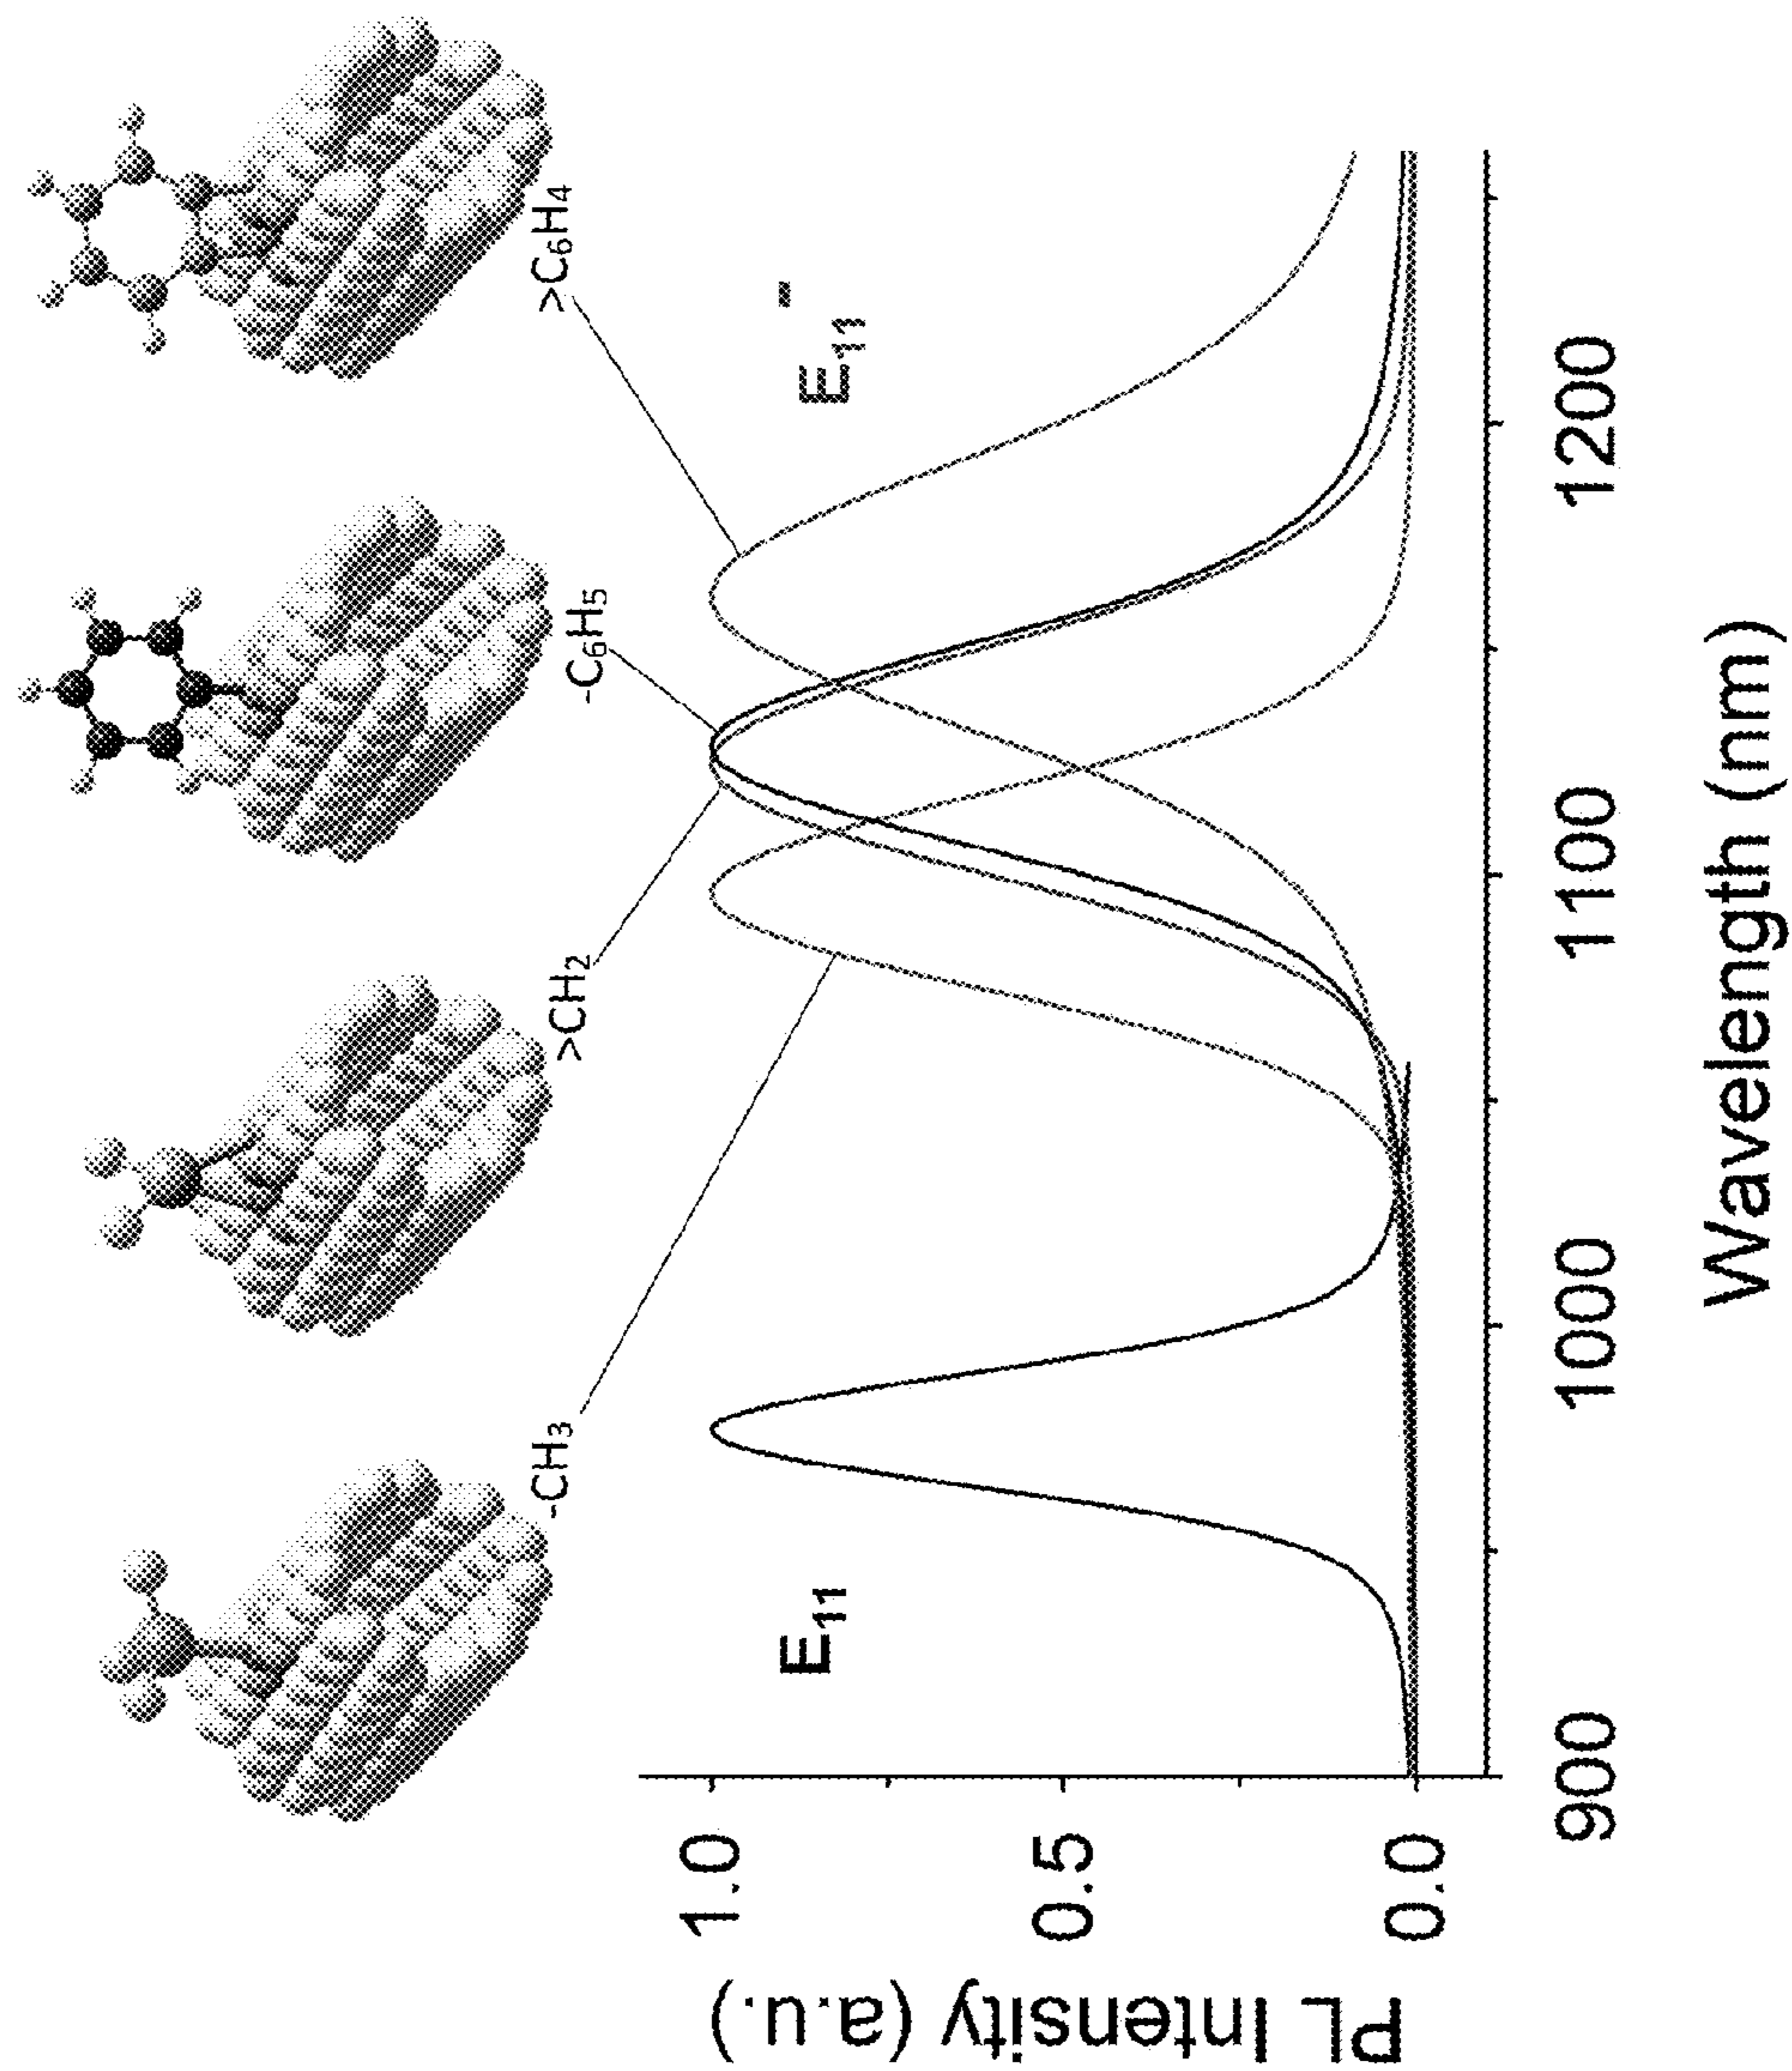 -CH₃
>CH₂
-C₆H₅
>C₆H₄
E₁₁
E₁₁⁻
PL Intensity (a.u.)
1.0
0.5
0.0
900
1000
1100
1200
Wavelength (nm)